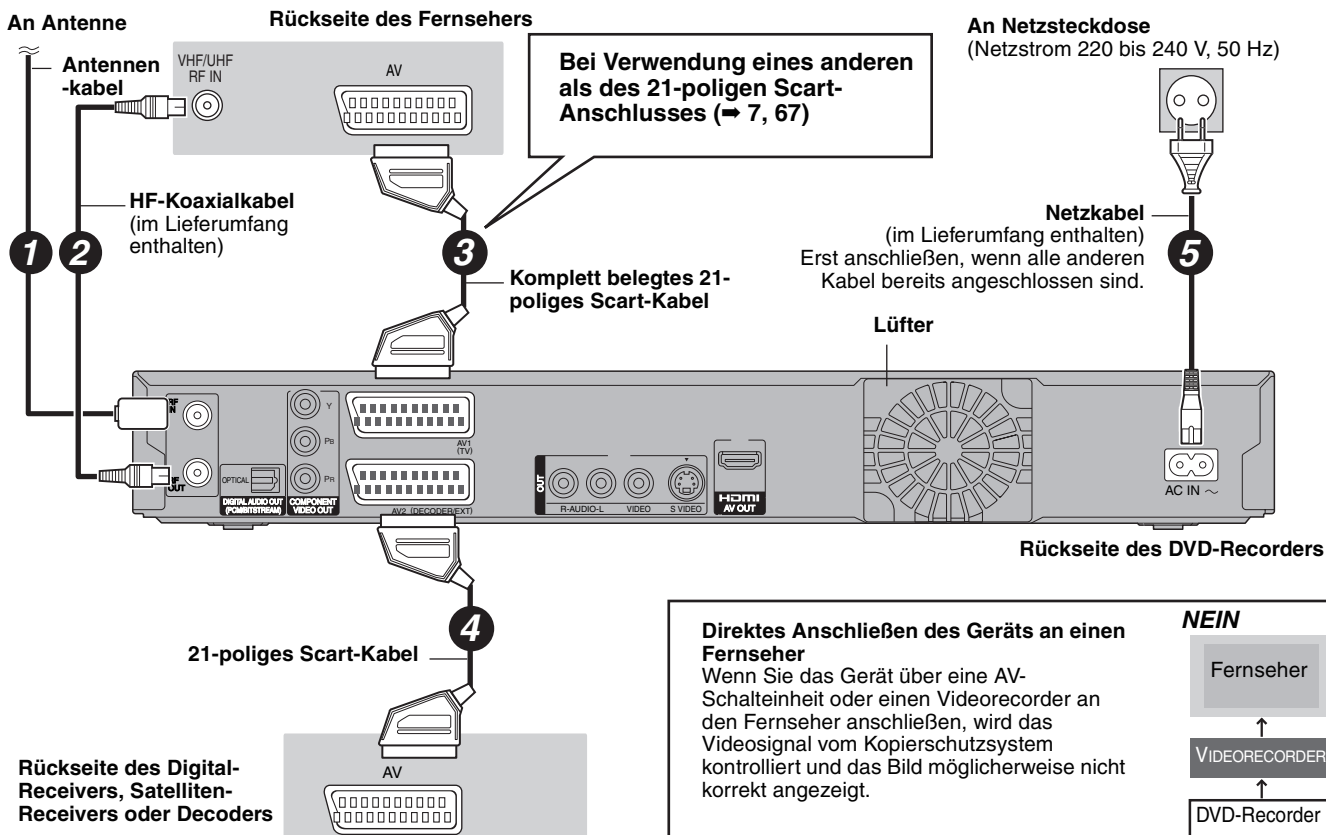 An Antenne
Antennen
-kabel
Rückseite des Fernsehers
VHF/UHF
RF IN
AV
Bei Verwendung eines anderen
als des 21-poligen Scart-
Anschlusses (➡ 7, 67)
An Netzsteckdose
(Netzstrom 220 bis 240 V, 50 Hz)
HF-Koaxialkabel
(im Lieferumfang
enthalten)
1
2
3
Komplett belegtes 21-
poliges Scart-Kabel
Netzkabel
(im Lieferumfang enthalten)
Erst anschließen, wenn alle anderen
Kabel bereits angeschlossen sind.
5
Lüfter
RF
IN
RF
OUT
OPTICAL
DIGITAL AUDIO OUT
(PCM/BITSTREAM)
Y
PB
PR
COMPONENT
VIDEO OUT
AV1
(TV)
AV2 (DECODER/EXT)
OUT
R-AUDIO-L
VIDEO
S VIDEO
HDMI
AV OUT
AC IN ~
Rückseite des DVD-Recorders
4
21-poliges Scart-Kabel
AV
Rückseite des Digital-
Receivers, Satelliten-
Receivers oder Decoders
Direktes Anschließen des Geräts an einen
Fernseher
Wenn Sie das Gerät über eine AV-
Schalteinheit oder einen Videorecorder an
den Fernseher anschließen, wird das
Videosignal vom Kopierschutzsystem
kontrolliert und das Bild möglicherweise nicht
korrekt angezeigt.
NEIN
Fernseher
VIDEORECORDER
DVD-Recorder